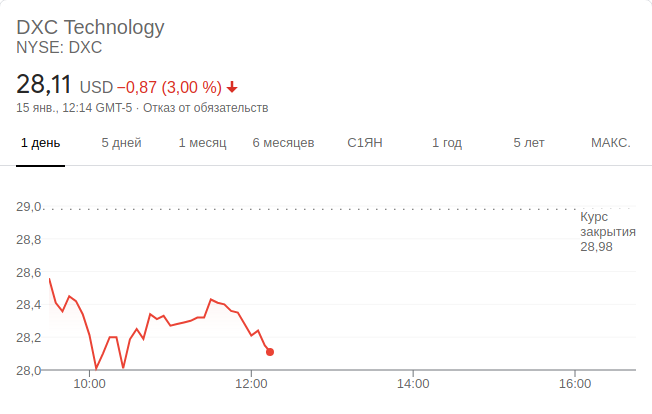 DXC Technology
NYSE: DXC
28,11 USD −0,87 (3,00 %)
15 янв., 12:14 GMT-5 · Отказ от обязательств
1 день 5 дней 1 месяц 6 месяцев С1ЯН 1 год 5 лет МАКС.
29,0
Курс
закрытия
28,98
28,8
28,6
28,4
28,2
28,0
10:00 12:00 14:00 16:00